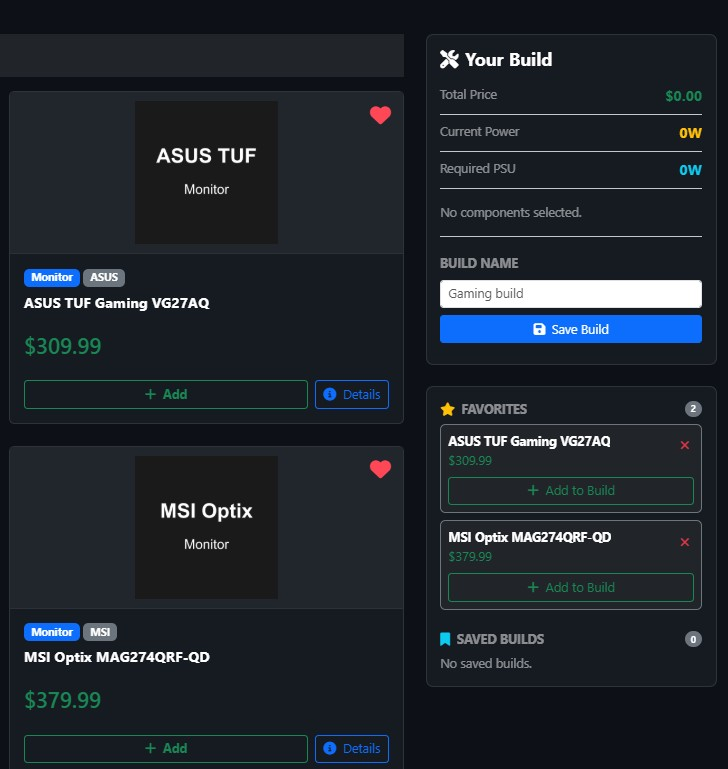 ASUS TUF
Monitor
Monitor ASUS
ASUS TUF Gaming VG27AQ
$309.99
+ Add Details
MSI Optix
Monitor
Monitor MSI
MSI Optix MAG274QRF-QD
$379.99
+ Add Details
Your Build
Total Price $0.00
Current Power 0W
Required PSU 0W
No components selected.
BUILD NAME
Gaming build
Save Build
FAVORITES 2
ASUS TUF Gaming VG27AQ
$309.99
+ Add to Build
MSI Optix MAG274QRF-QD
$379.99
+ Add to Build
SAVED BUILDS 0
No saved builds.